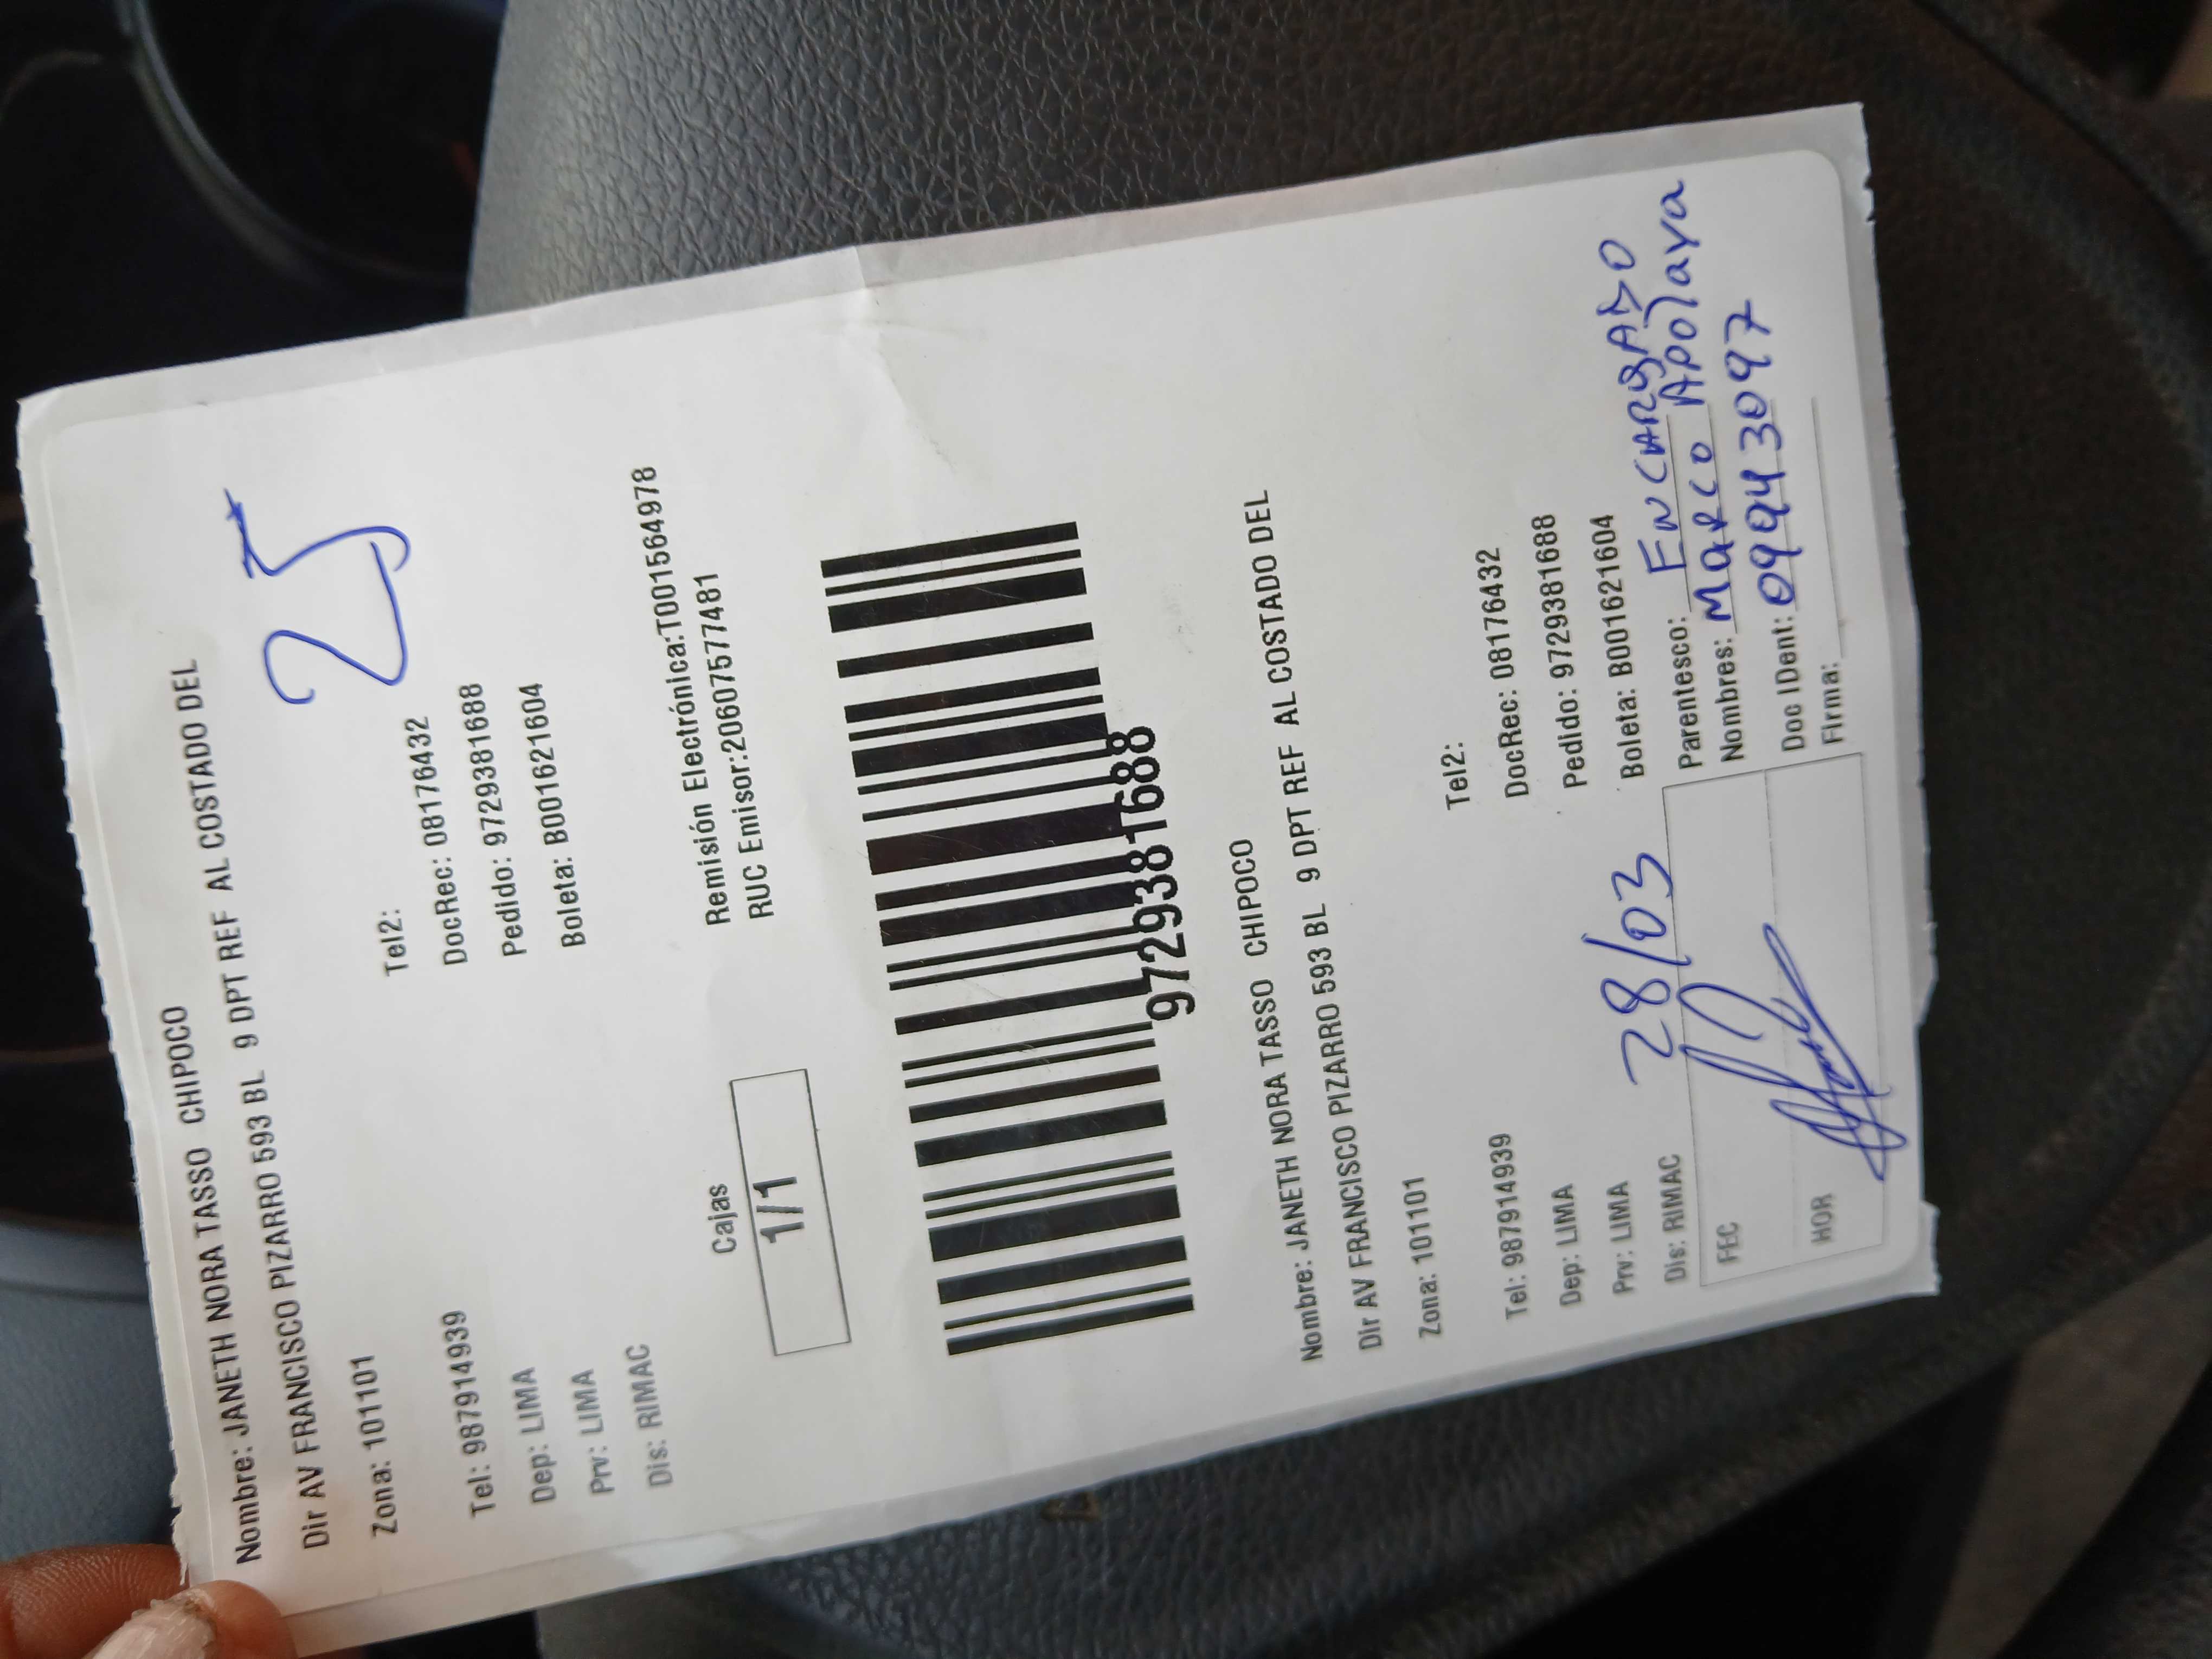 Nombre: JANETH NORA TASSO CHIPOCO
Dir AV FRANCISCO PIZARRO 593 BL 9 DPT REF AL COSTADO DEL
25
Zona: 101101
Tel: 987914939 Tel2:
Dep: LIMA DocRec: 08176432
Prv: LIMA Pedido: 9729381688
Dis: RIMAC Boleta: B001621604
Cajas
1/1
Remisión Electrónica:T001564978
RUC Emisor:20607577481
9729381688
Nombre: JANETH NORA TASSO CHIPOCO
Dir AV FRANCISCO PIZARRO 593 BL 9 DPT REF AL COSTADO DEL
Zona: 101101
Tel: 987914939 Tel2:
Dep: LIMA DocRec: 08176432
Prv: LIMA Pedido: 9729381688
Dis: RIMAC Boleta: B001621604
28/03
FEC
HOR
Parentesco: ENCARGADO
Nombres: Marco Apolaya
Doc IDent: 09943097
Firma: